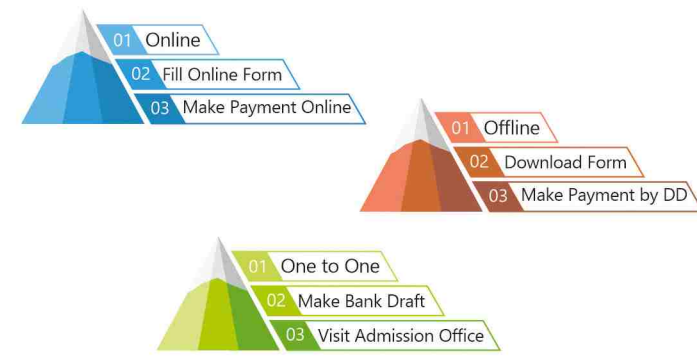 01 Online
02 Fill Online Form
03 Make Payment Online
01 Offline
02 Download Form
03 Make Payment by DD
01 One to One
02 Make Bank Draft
03 Visit Admission Office